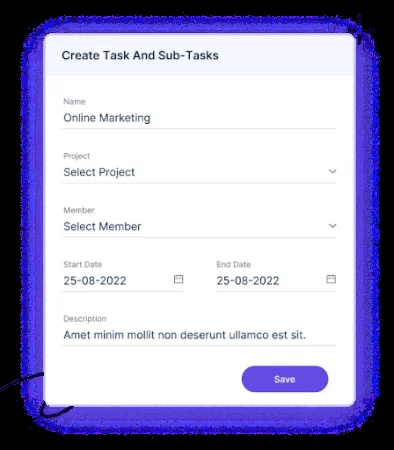 Create Task And Sub-Tasks
Name
Online Marketing
Project
Select Project
Member
Select Member
Start Date
End Date
25-08-2022
25-08-2022
Description
Amet minim mollit non deserunt ullamco est sit.
Save